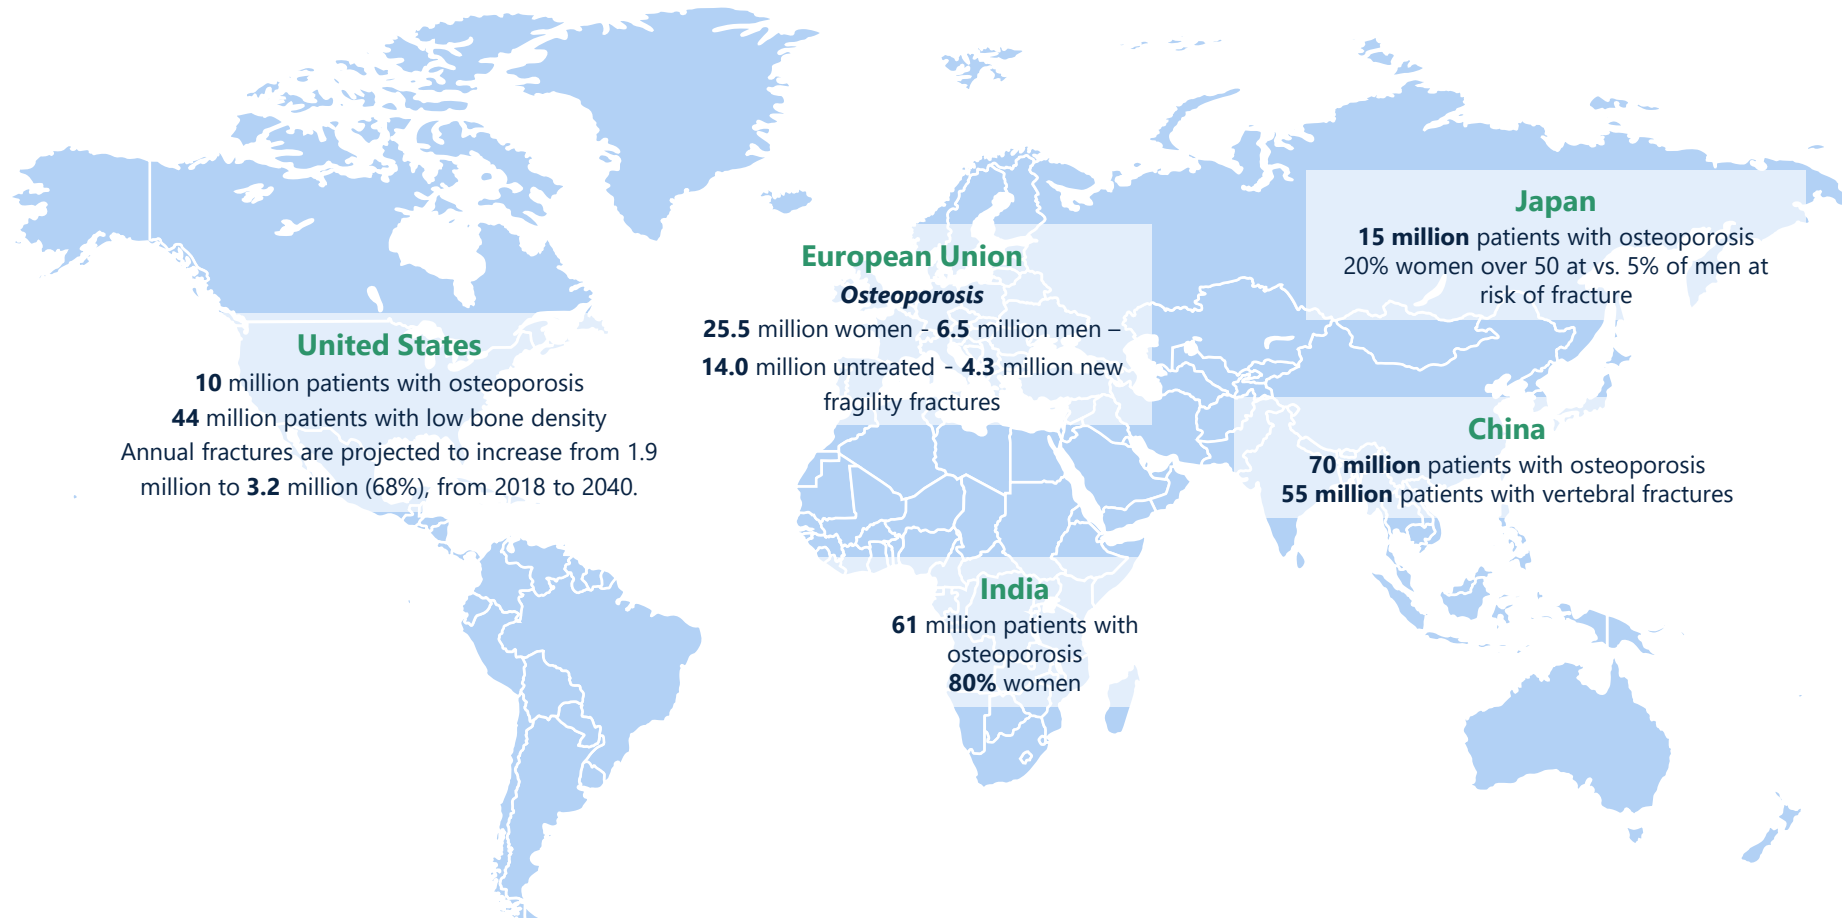 United States
10 million patients with osteoporosis
44 million patients with low bone density
Annual fractures are projected to increase from 1.9
million to 3.2 million (68%), from 2018 to 2040.
European Union
Osteoporosis
25.5 million women - 6.5 million men –
14.0 million untreated - 4.3 million new
fragility fractures
Japan
15 million patients with osteoporosis
20% women over 50 at vs. 5% of men at
risk of fracture
China
70 million patients with osteoporosis
55 million patients with vertebral fractures
India
61 million patients with
osteoporosis
80% women